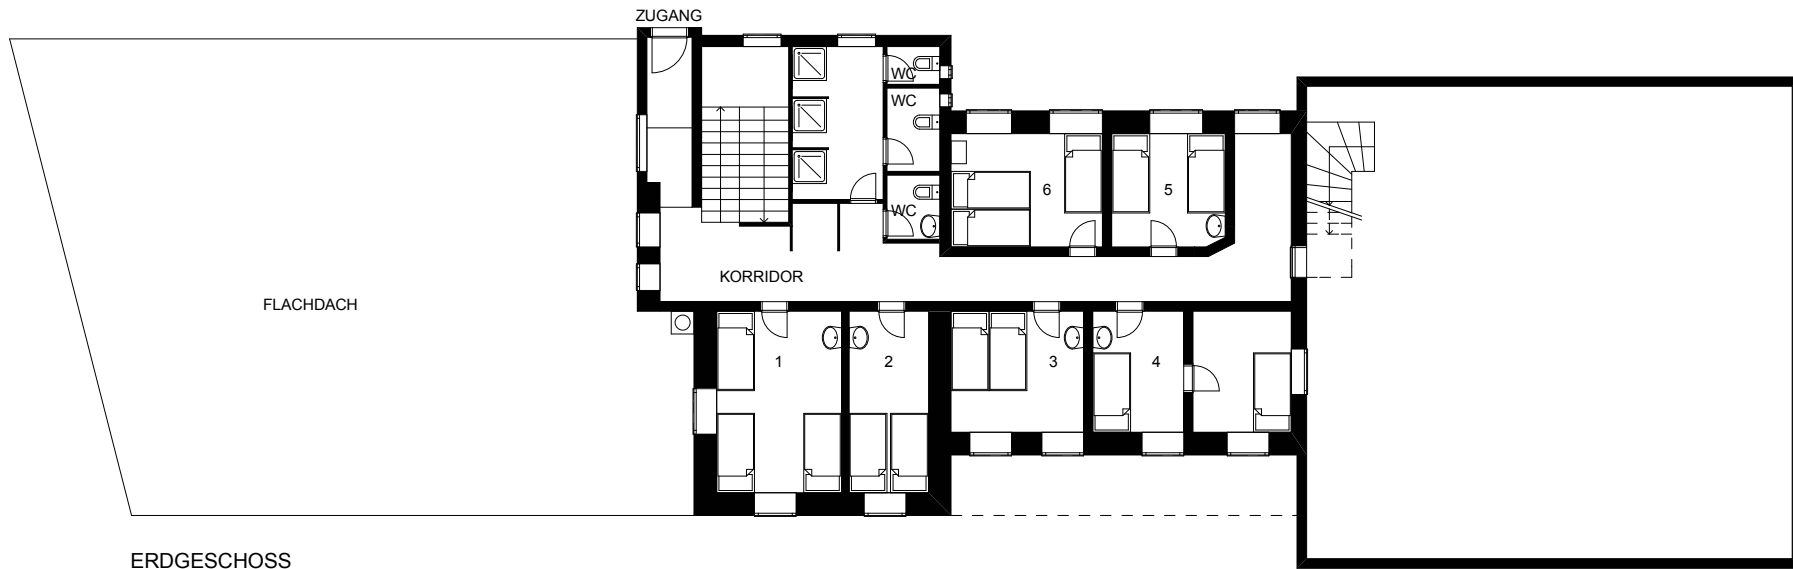 ZUGANG
WC
WC
WC
6
5
KORRIDOR
FLACHDACH
1
2
3
4
ERDGESCHOSS